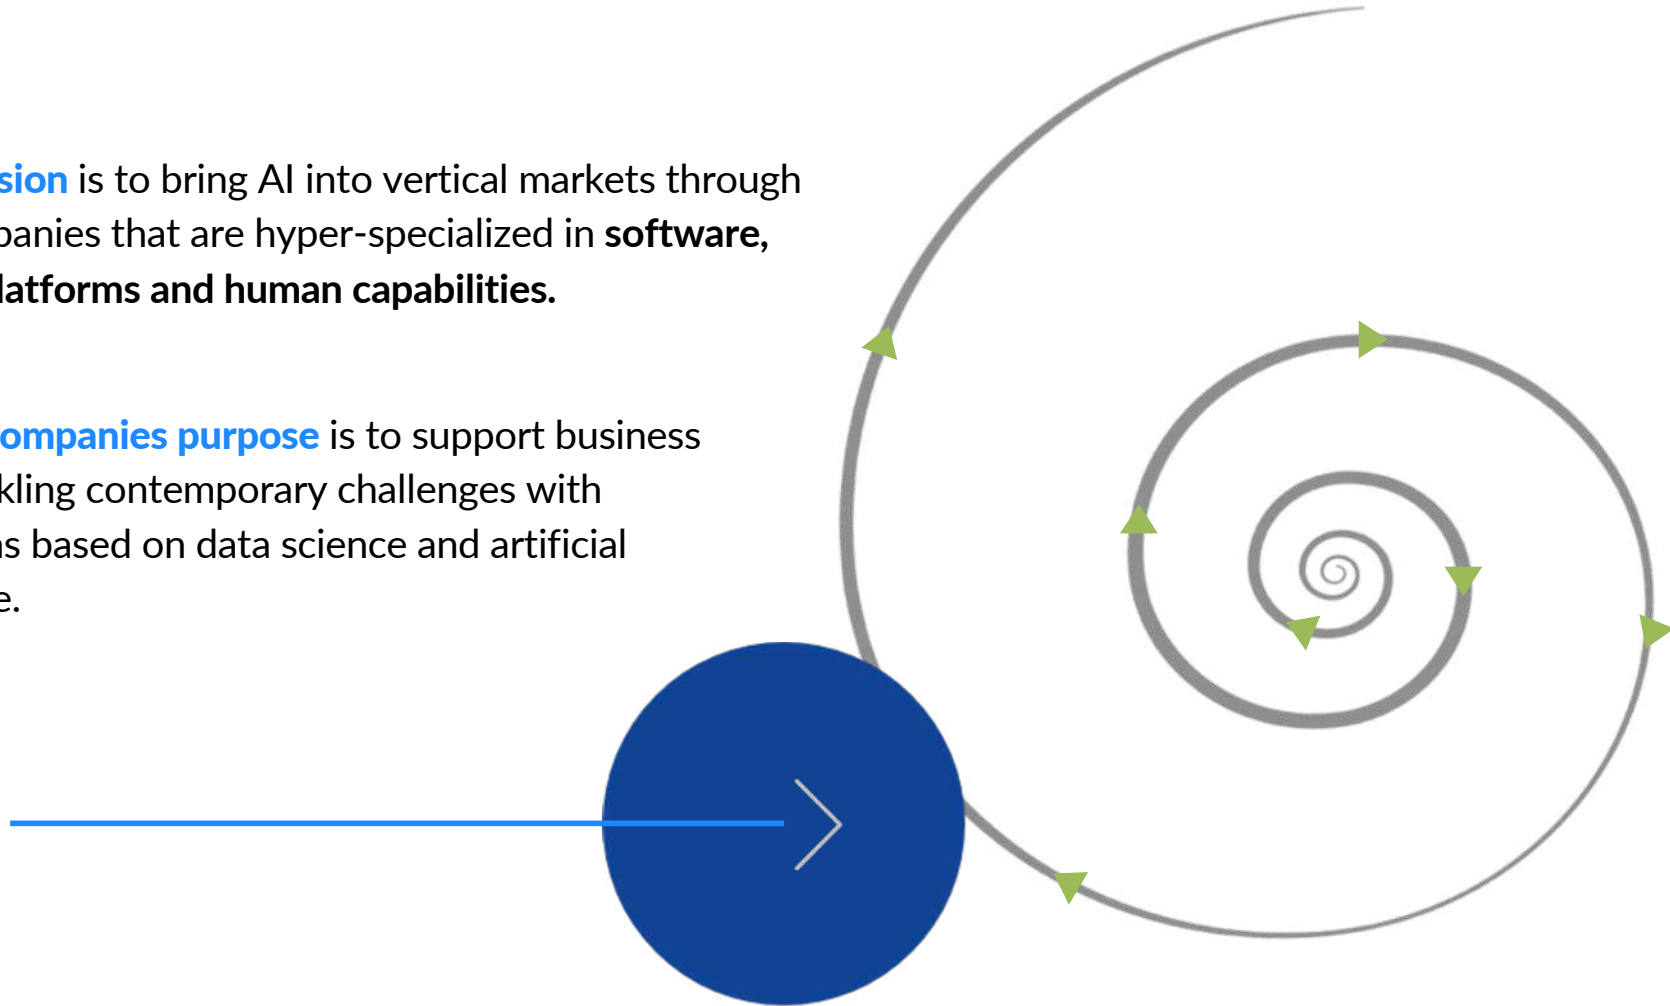 sion is to bring AI into vertical markets through
panies that are hyper-specialized in software,
latforms and human capabilities.
ompanies purpose is to support business
kling contemporary challenges with
s based on data science and artificial
e.